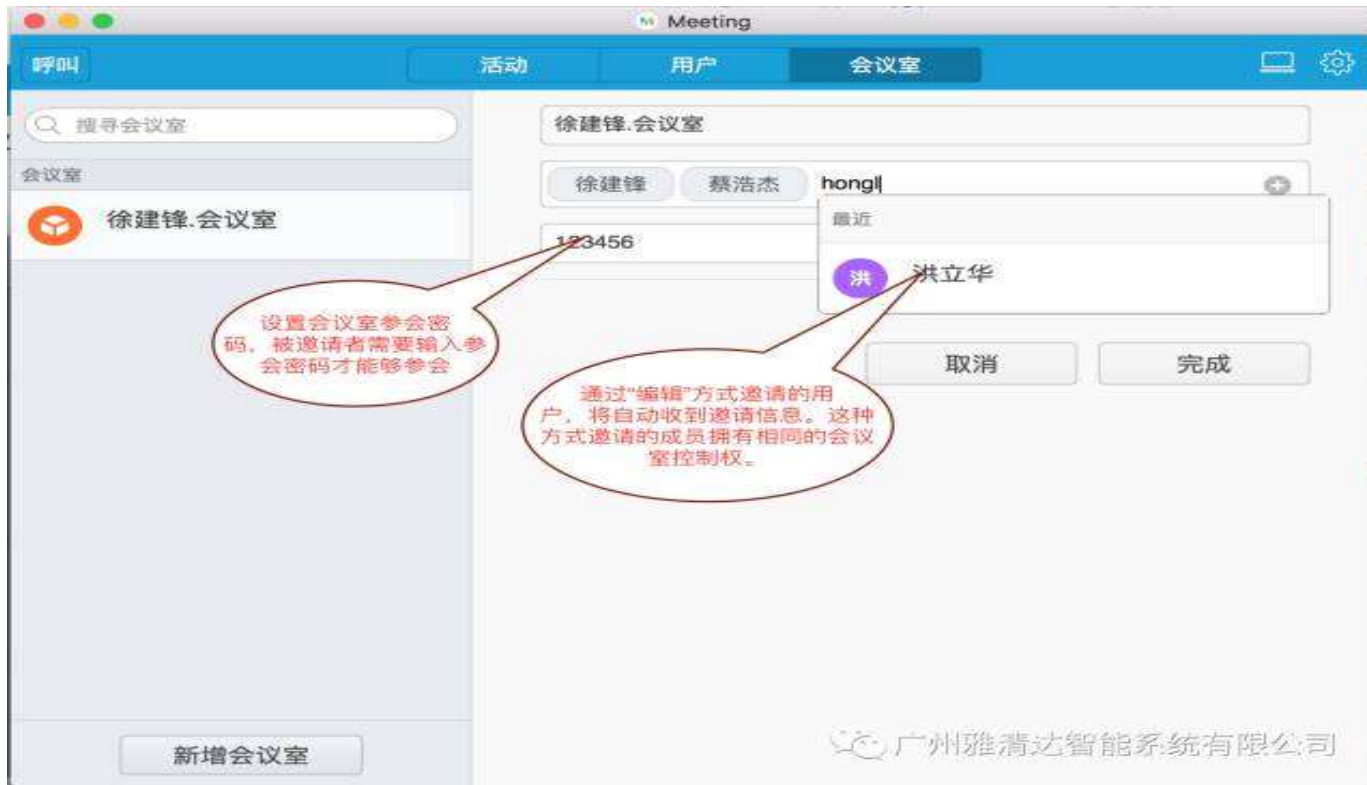 Meeting
呼叫
活动
用户
会议室
搜寻会议室
会议室
徐建锋.会议室
徐建锋.会议室
徐建锋 蔡浩杰 hongl
最近
洪 洪立华
123456
设置会议室参会密
码，被邀请者需要输入参
会密码才能够参会
取消
完成
通过“编辑”方式邀请的用
户，将自动收到邀请信息。这种
方式邀请的成员拥有相同的会议
室控制权。
新增会议室
广州雅清达智能系统有限公司